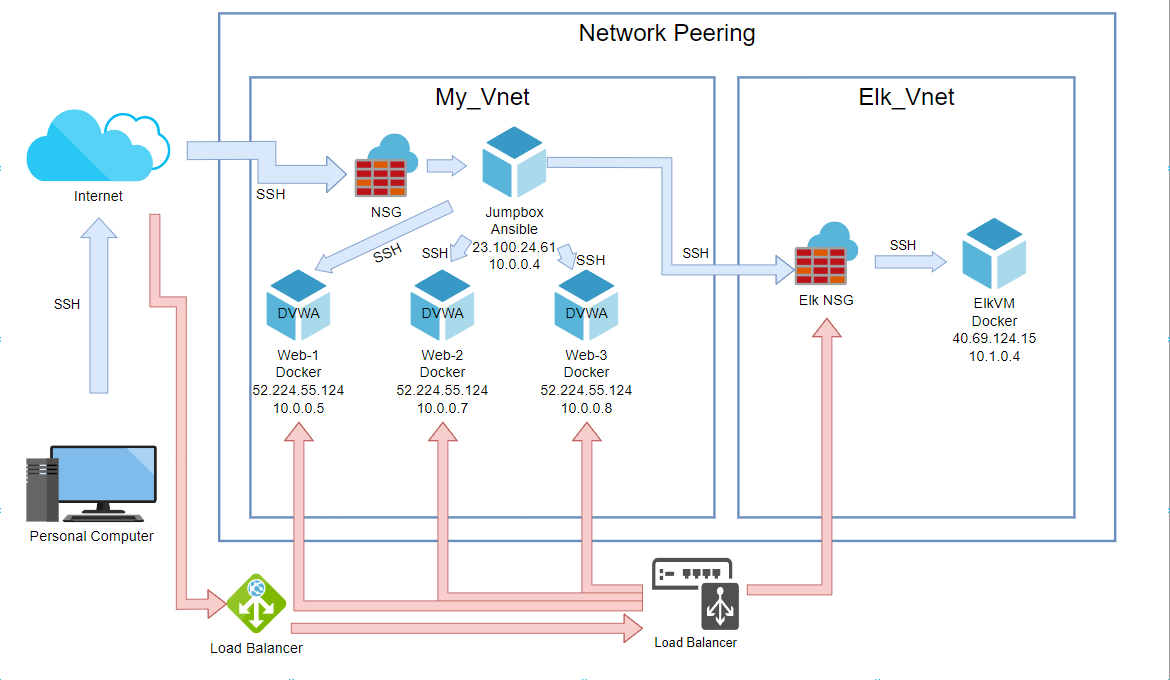 Network Peering
My_Vnet
Elk_Vnet
Internet
SSH
NSG
Jumpbox
Ansible
23.100.24.61
10.0.0.4
SSH
SSH
SSH
SSH
SSH
Elk NSG
SSH
ElkVM
Docker
40.69.124.15
10.1.0.4
DVWA
Web-1
Docker
52.224.55.124
10.0.0.5
DVWA
Web-2
Docker
52.224.55.124
10.0.0.7
DVWA
Web-3
Docker
52.224.55.124
10.0.0.8
Personal Computer
Load Balancer
Load Balancer